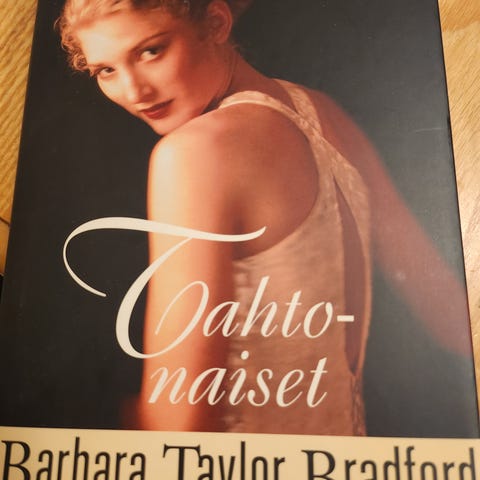 Tahto-
naiset
Barbara Taylor Bradford